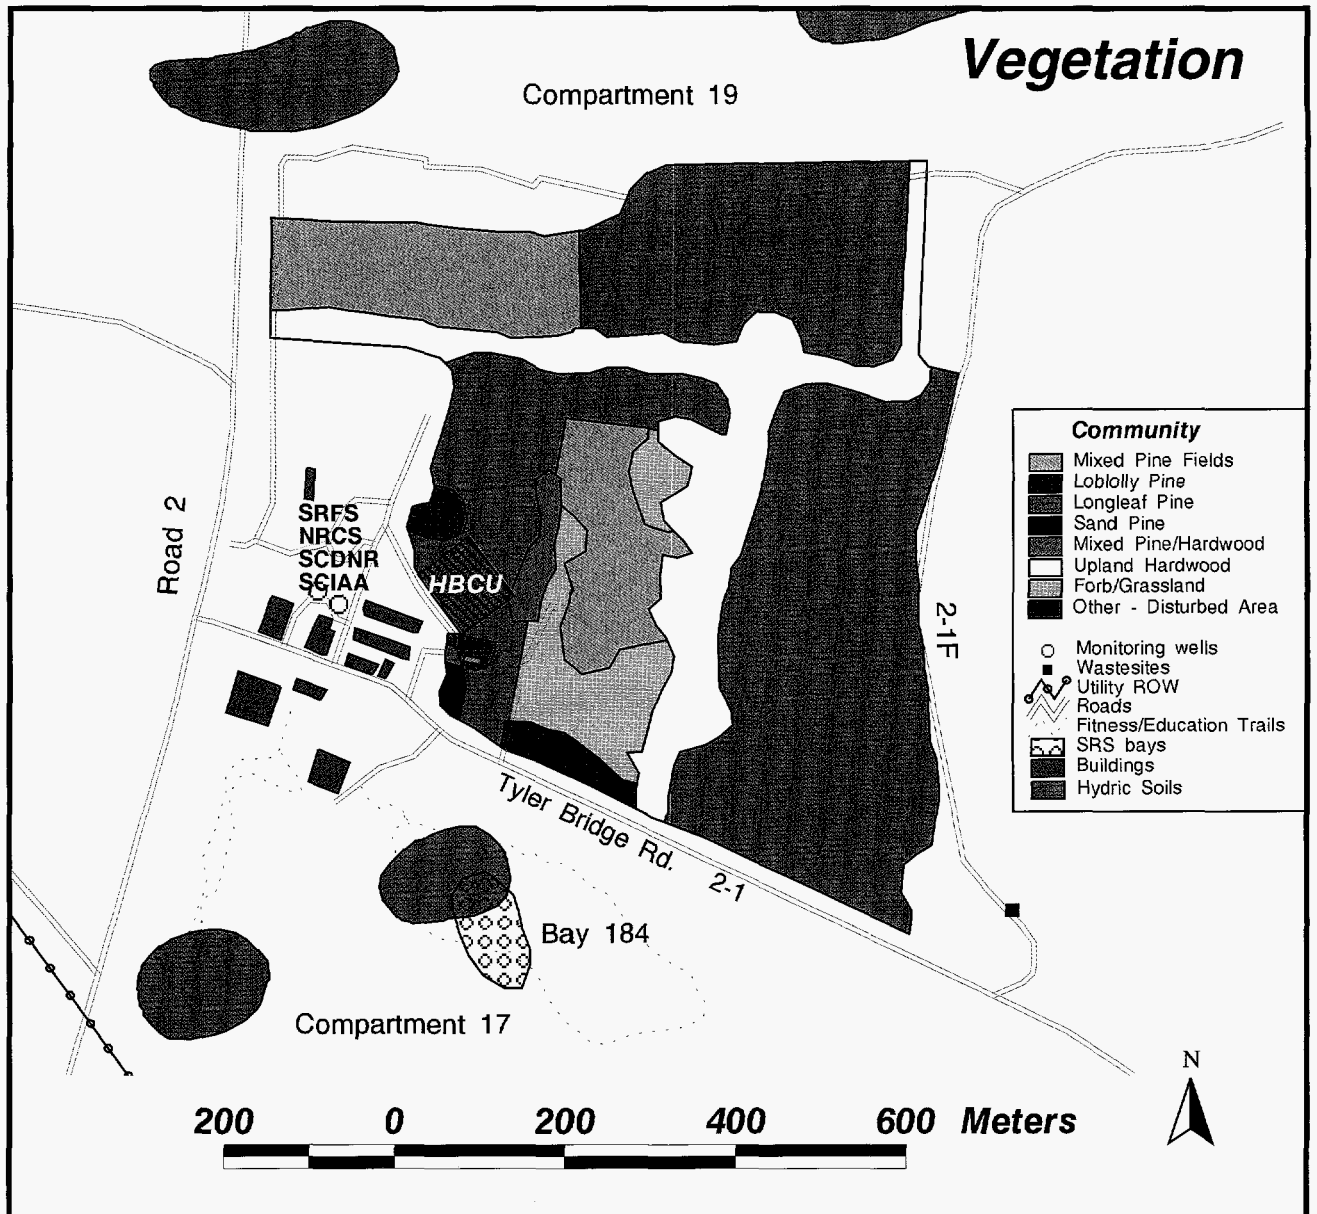 Vegetation
Compartment 19
Community
Mixed Pine Fields
Loblolly Pine
Longleaf Pine
Sand Pine
Mixed Pine/Hardwood
Upland Hardwood
Forb/Grassland
Other - Disturbed Area
Monitoring wells
Wastesites
Utility ROW
Roads
Fitness/Education Trails
SRS bays
Buildings
Hydric Soils
Road 2
SRFS
NRCS
SCDNR
SCIAA
HBCU
2-1F
Tyler Bridge Rd. 2-1
Bay 184
Compartment 17
N
200 0 200 400 600 Meters